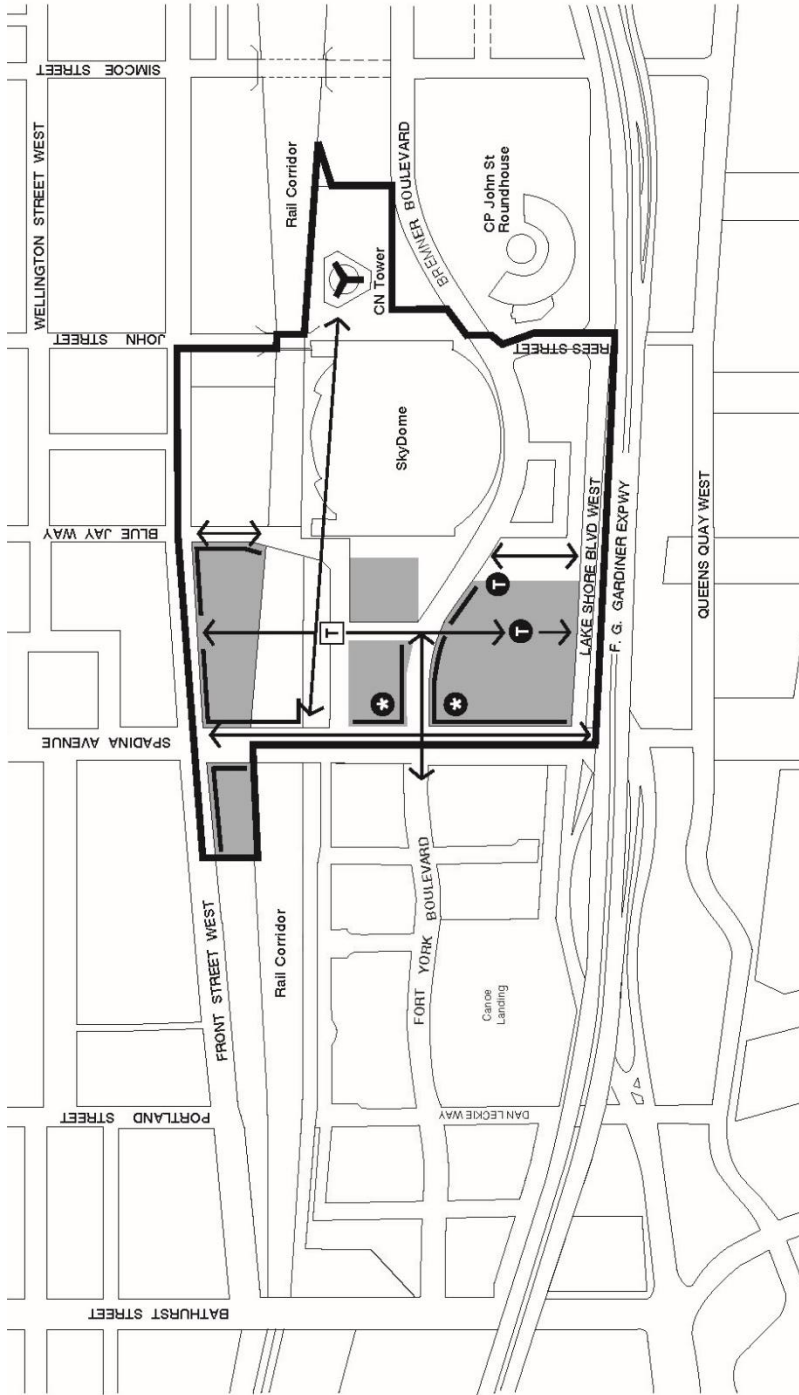 SIMCOE STREET
WELLINGTON STREET WEST
Rail Corridor
BREMNER BOULEVARD
CP John St
Roundhouse
CN Tower
JOHN STREET
REES STREET
SkyDome
BLUE JAY WAY
LAKE SHORE BLVD WEST
F. G. GARDINER EXPWY
QUEENS QUAY WEST
T
T
T
*
*
SPADINA AVENUE
FRONT STREET WEST
Rail Corridor
FORT YORK BOULEVARD
Canoe
Landing
PORTLAND STREET
DAN LECKIE WAY
BATHURST STREET